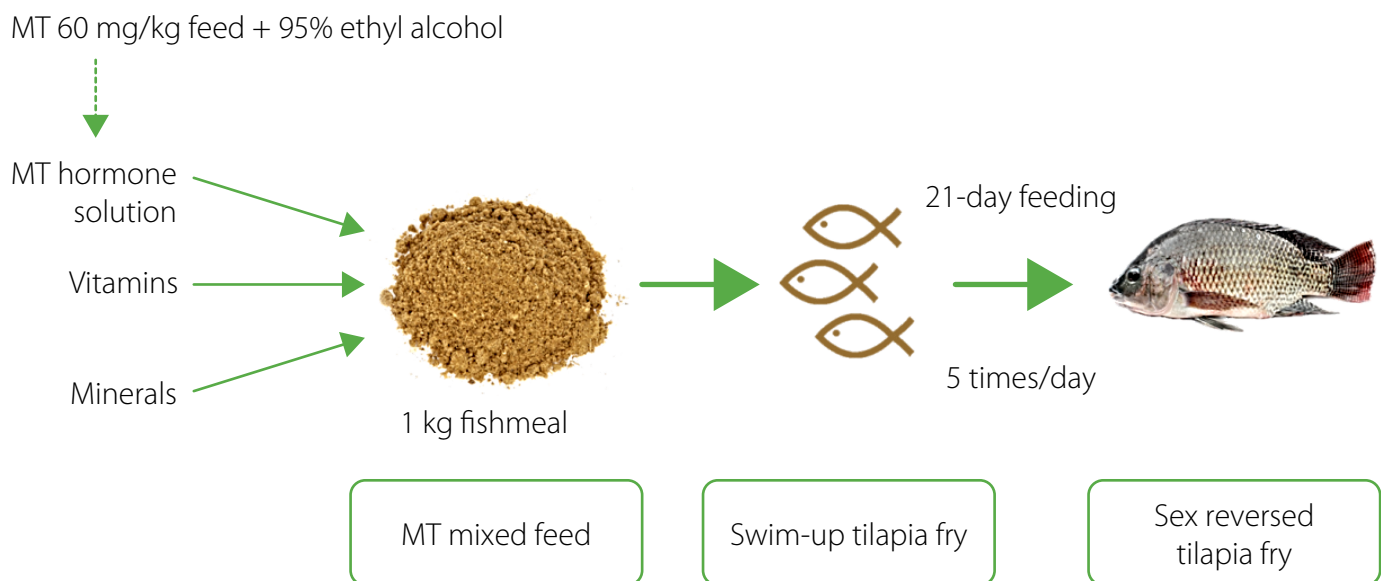 MT 60 mg/kg feed + 95% ethyl alcohol
MT hormone
solution
Vitamins
Minerals
1 kg fishmeal
21-day feeding
5 times/day
MT mixed feed
Swim-up tilapia fry
Sex reversed
tilapia fry